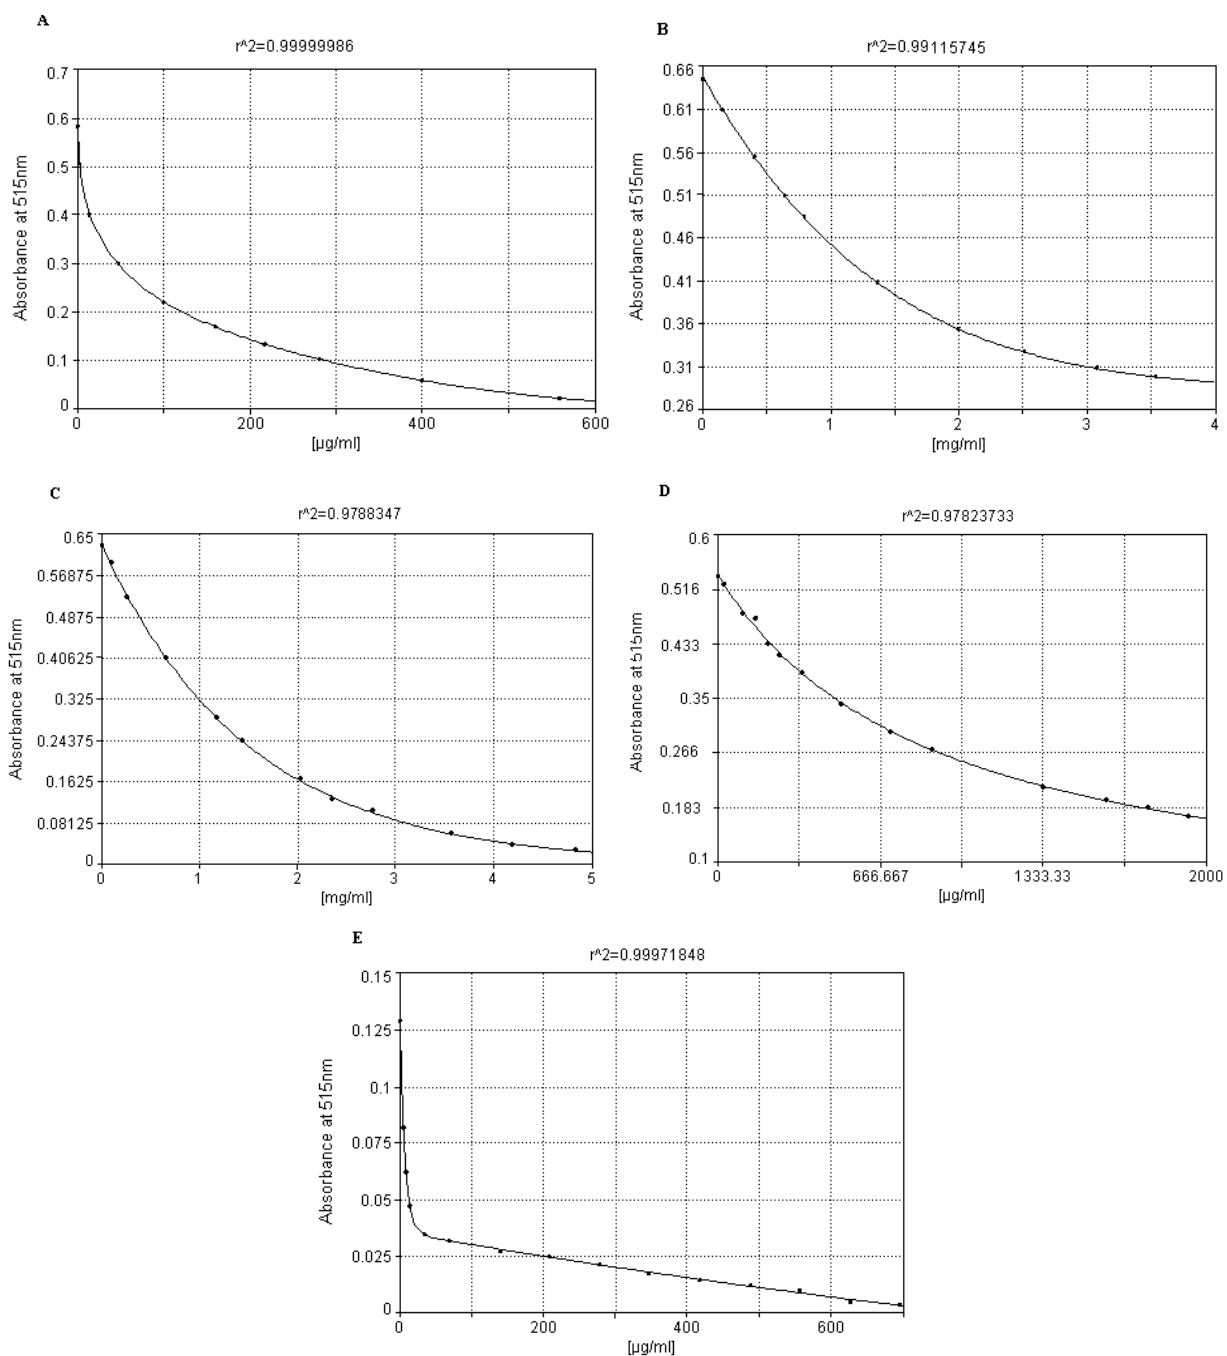 A
r^2=0.99999986
0.7
0.6
0.5
0.4
0.3
0.2
0.1
0
Absorbance at 515nm
0 200 400 600
[µg/ml]
B
r^2=0.99115745
0.66
0.61
0.56
0.51
0.46
0.41
0.36
0.31
0.26
Absorbance at 515nm
0 1 2 3 4
[mg/ml]
C
r^2=0.9788347
0.65
0.56875
0.4875
0.40625
0.325
0.24375
0.1625
0.08125
0
Absorbance at 515nm
0 1 2 3 4 5
[mg/ml]
D
r^2=0.97823733
0.6
0.516
0.433
0.35
0.266
0.183
0.1
Absorbance at 515nm
0 666.667 1333.33 2000
[µg/ml]
E
r^2=0.99971848
0.15
0.125
0.1
0.075
0.05
0.025
0
Absorbance at 515nm
0 200 400 600
[µg/ml]